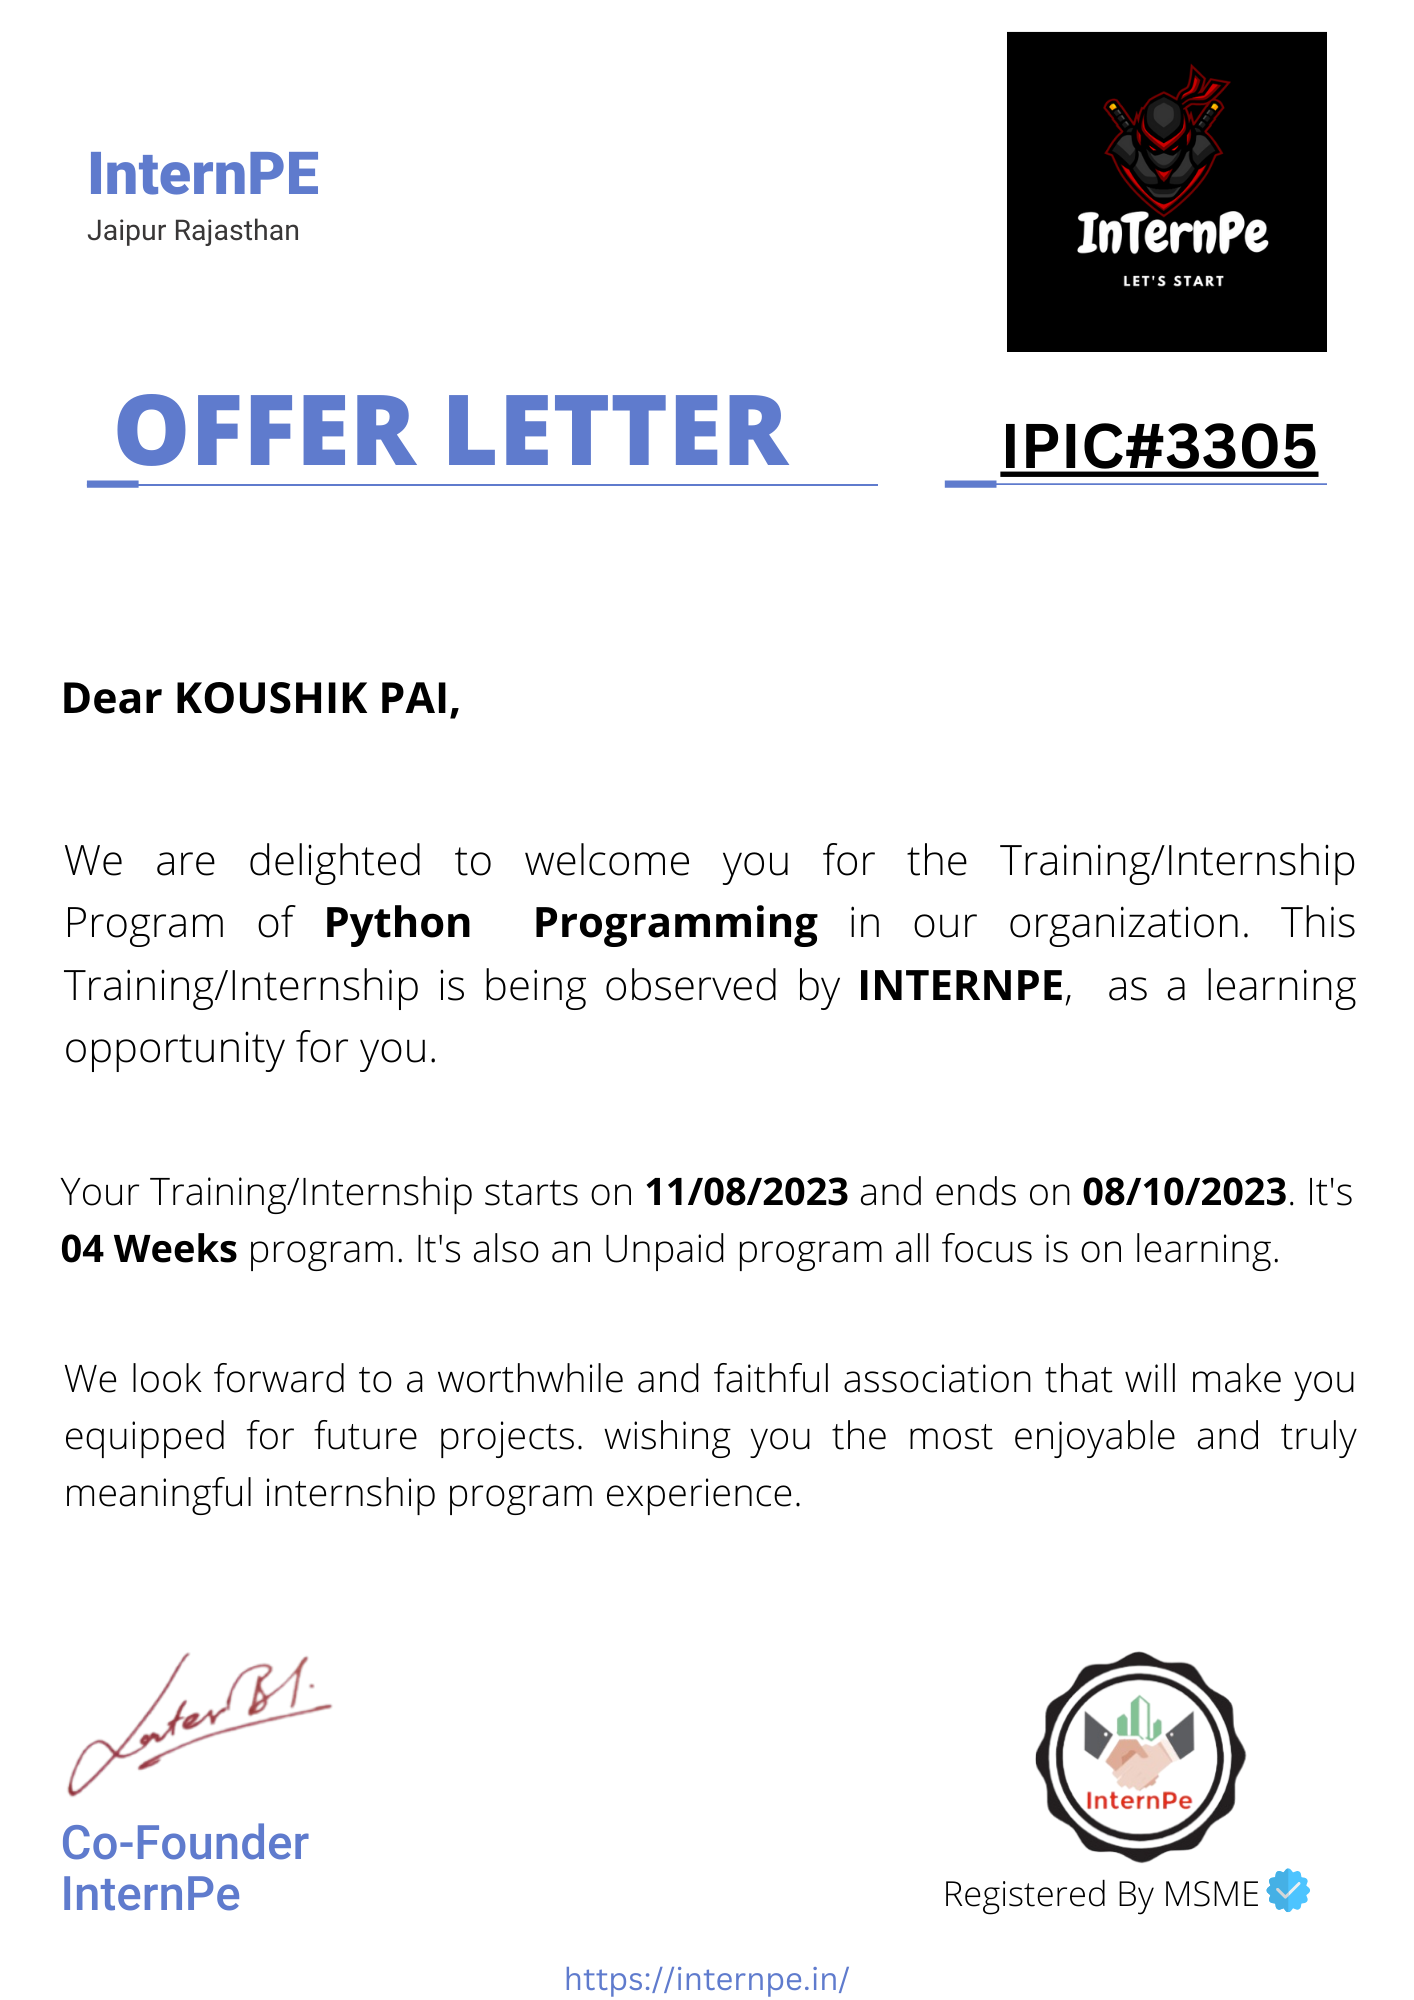 InternPE
Jaipur Rajasthan
InTernPe
LET'S START
OFFER LETTER
IPIC#3305
Dear KOUSHIK PAI,
We are delighted to welcome you for the Training/Internship
Program of Python Programming in our organization. This
Training/Internship is being observed by INTERNPE, as a learning
opportunity for you.
Your Training/Internship starts on 11/08/2023 and ends on 08/10/2023. It's
04 Weeks program. It's also an Unpaid program all focus is on learning.
We look forward to a worthwhile and faithful association that will make you
equipped for future projects. wishing you the most enjoyable and truly
meaningful internship program experience.
Co-Founder
InternPe
InternPe
Registered By MSME
https://internpe.in/